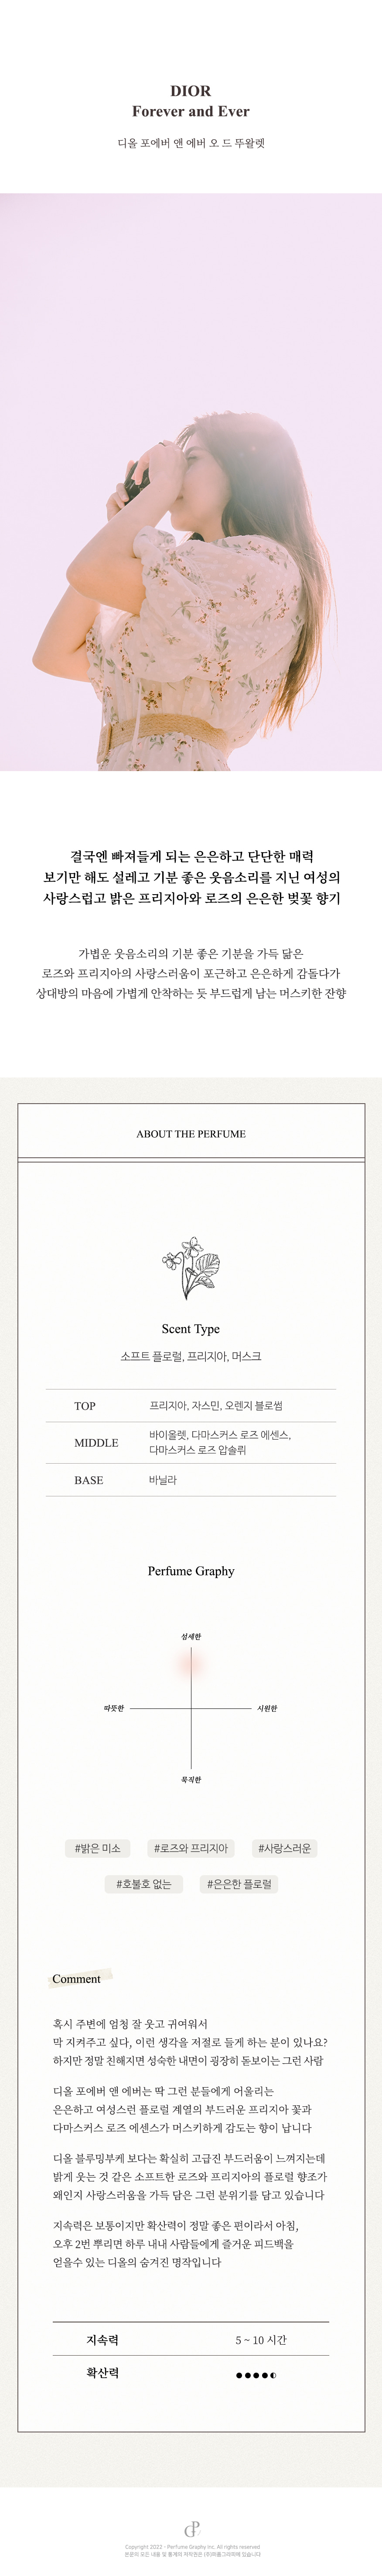 DIOR
Forever and Ever
디올 포에버 앤 에버 오 드 뚜왈렛
결국엔 빠져들게 되는 은은하고 단단한 매력
보기만 해도 설레고 기분 좋은 웃음소리를 지닌 여성의
사랑스럽고 밝은 프리지아와 로즈의 은은한 벚꽃 향기
가볍운 웃음소리의 기분 좋은 기분을 가득 닮은
로즈와 프리지아의 사랑스러움이 포근하고 은은하게 감돌다가
상대방의 마음에 가볍게 안착하는 듯 부드럽게 남는 머스키한 잔향
ABOUT THE PERFUME
Scent Type
소프트 플로럴, 프리지아, 머스크
TOP 프리지아, 자스민, 오렌지 블로썸
MIDDLE 바이올렛, 다마스커스 로즈 에센스,
다마스커스 로즈 압솔뤼
BASE 바닐라
Perfume Graphy
섬세한
따뜻한 시원한
묵직한
#밝은 미소 #로즈와 프리지아 #사랑스러운
#호불호 없는 #은은한 플로럴
Comment
혹시 주변에 엄청 잘 웃고 귀여워서
막 지켜주고 싶다, 이런 생각을 저절로 들게 하는 분이 있나요?
하지만 정말 친해지면 성숙한 내면이 굉장히 돋보이는 그런 사람
디올 포에버 앤 에버는 딱 그런 분들에게 어울리는
은은하고 여성스런 플로럴 계열의 부드러운 프리지아 꽃과
다마스커스 로즈 에센스가 머스키하게 감도는 향이 납니다
디올 블루밍부케 보다는 확실히 고급진 부드러움이 느껴지는데
밝게 웃는 것 같은 소프트한 로즈와 프리지아의 플로럴 향조가
왠인지 사랑스러움을 가득 담은 그런 분위기를 담고 있습니다
지속력은 보통이지만 확산력이 정말 좋은 편이라서 아침,
오후 2번 뿌리면 하루 내내 사람들에게 즐거운 피드백을
얻을수 있는 디올의 숨겨진 명작입니다
지속력 5 ~ 10 시간
확산력
Copyright 2023 - Perfume Graphy Inc. All rights reserved
본문의 모든 내용 및 통계의 저작권은 (주)퍼퓸그라피에 있습니다